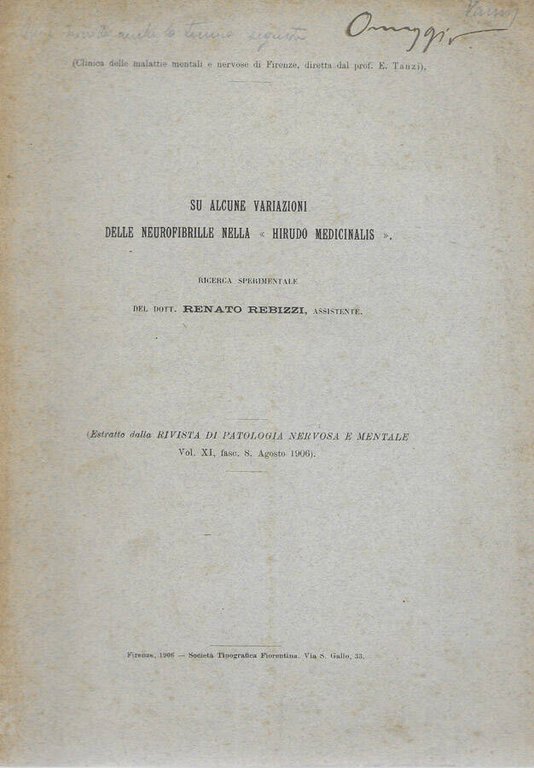 Omaggio
(Clinica delle malattie mentali e nervose di Firenze, diretta dal prof. E. Tanzi).
SU ALCUNE VARIAZIONI
DELLE NEUROFIBRILLE NELLA « HIRUDO MEDICINALIS ».
RICERCA SPERIMENTALE
DEL DOTT. RENATO REBIZZI, ASSISTENTE.
(Estratto dalla RIVISTA DI PATOLOGIA NERVOSA E MENTALE
Vol. XI, fasc. 8. Agosto 1906).
Firenze, 1906 — Società Tipografica Fiorentina. Via S. Gallo, 33.